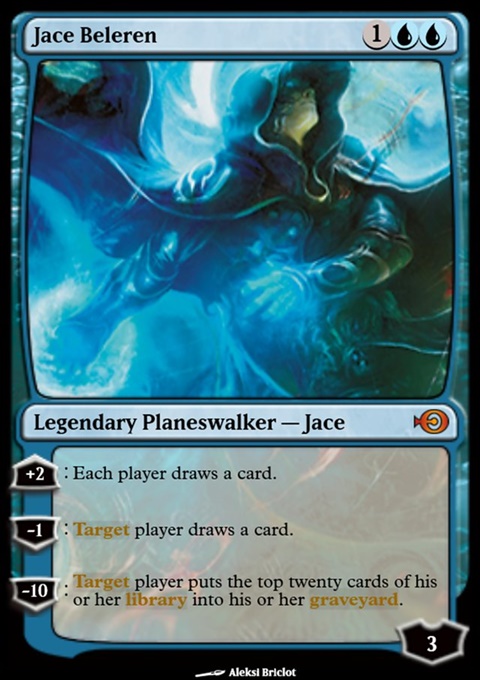 Jace Beleren 1
Legendary Planeswalker — Jace
+2 : Each player draws a card.
-1 : Target player draws a card.
-10 : Target player puts the top twenty cards of his
or her library into his or her graveyard.
3
Aleksi Briclot